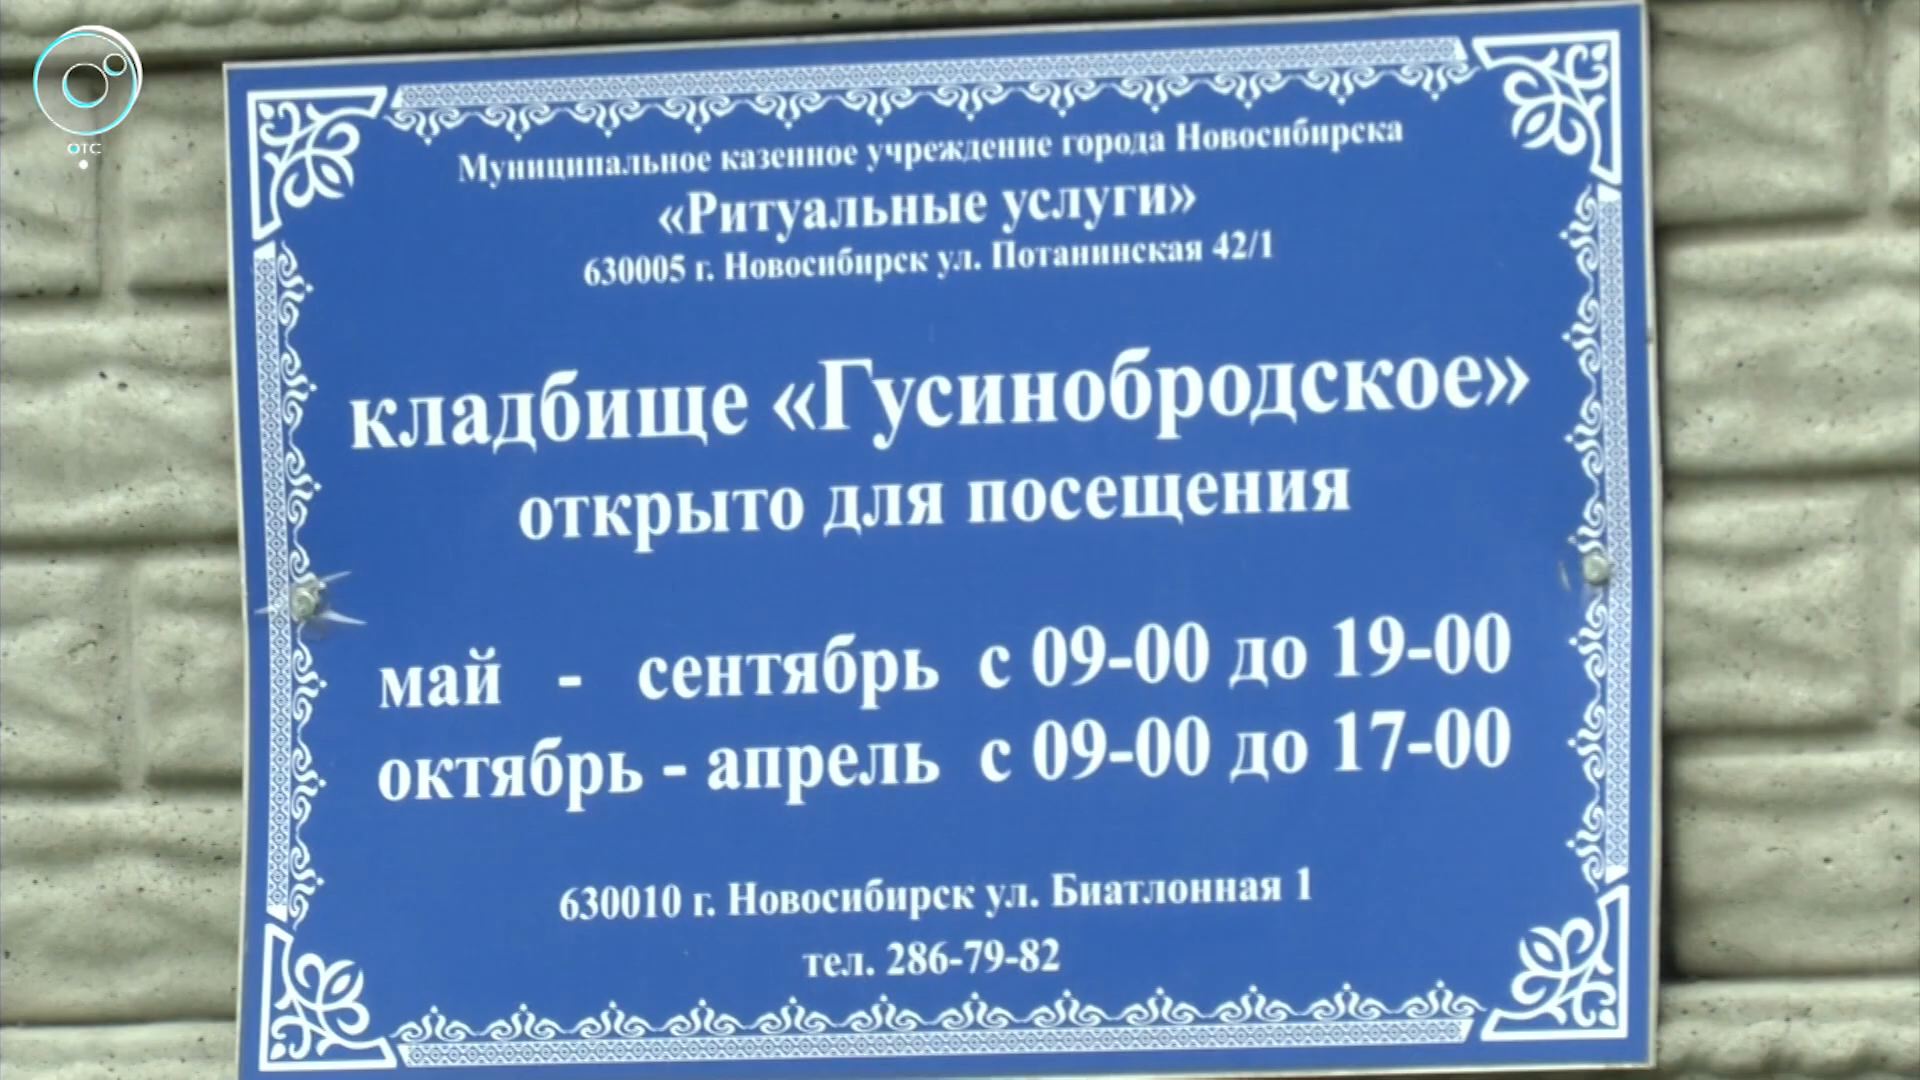 ОТС
Муниципальное казенное учреждение города Новосибирска
«Ритуальные услуги»
630005 г. Новосибирск ул. Потанинская 42/1
кладбище «Гусинобродское»
открыто для посещения
май - сентябрь с 09-00 до 19-00
октябрь - апрель с 09-00 до 17-00
630010 г. Новосибирск ул. Биатлонная 1
тел. 286-79-82